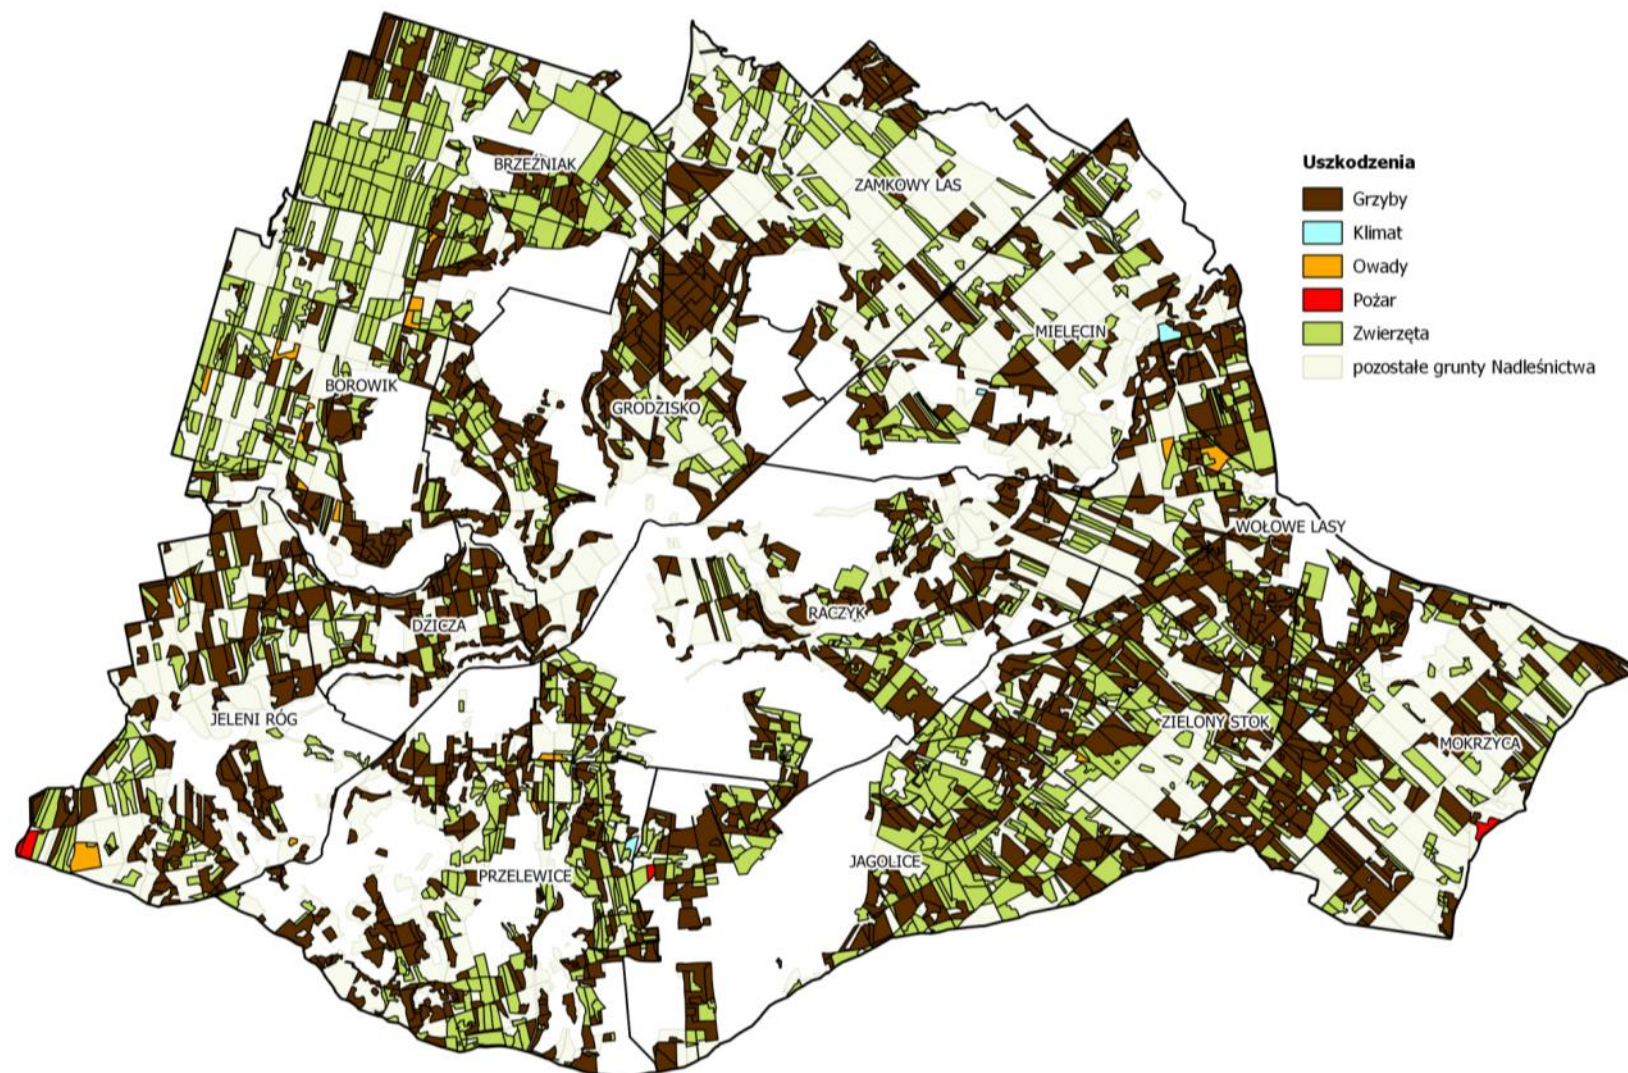 BRZEŹNIAK
ZAMKOWY LAS
Uszkodzenia
Grzyby
Klimat
Owady
Pożar
Zwierzęta
pozostałe grunty Nadleśnictwa
MIELĘCIN
BOROWIK
GRODZISKO
WOŁOWE LASY
RACZYK
DZICZA
JELENI RÓG
ZIELONY STOK
MOKRZYCA
JAGOLICE
PRZELEWICE